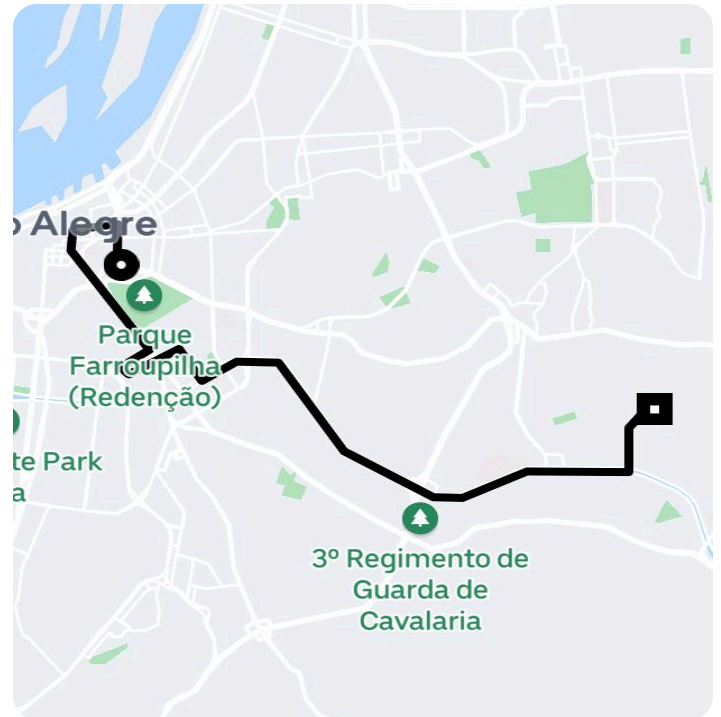 o Alegre
Parque
Farroupilha
(Redenção)
te Park
a
3º Regimento de
Guarda de
Cavalaria